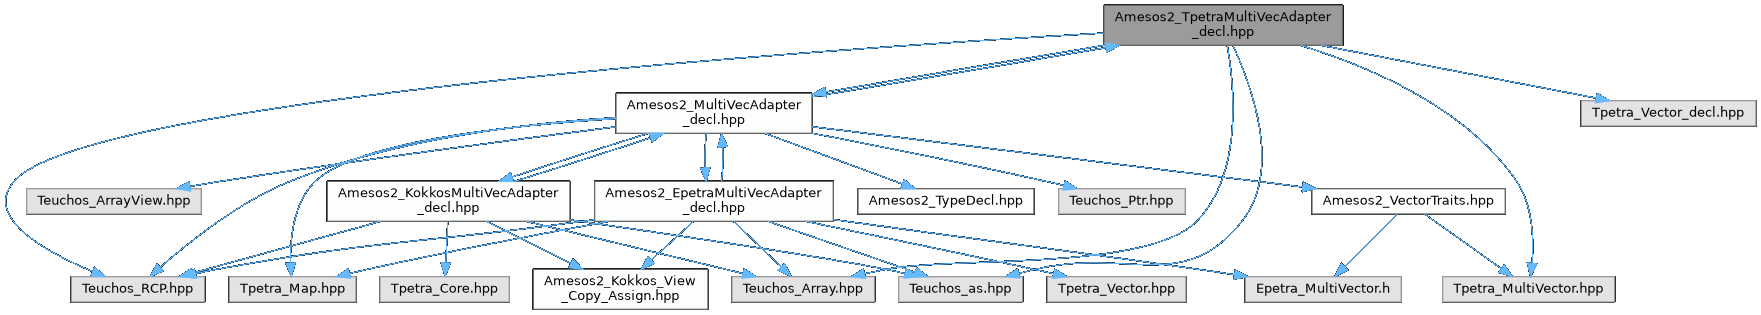 Amesos2_TpetraMultiVecAdapter
_decl.hpp
Amesos2_MultiVecAdapter
_decl.hpp
Tpetra_Vector_decl.hpp
Teuchos_ArrayView.hpp
Amesos2_KokkosMultiVecAdapter
_decl.hpp
Amesos2_EpetraMultiVecAdapter
_decl.hpp
Amesos2_TypeDecl.hpp
Teuchos_Ptr.hpp
Amesos2_VectorTraits.hpp
Teuchos_RCP.hpp
Tpetra_Map.hpp
Tpetra_Core.hpp
Amesos2_Kokkos_View
_Copy_Assign.hpp
Teuchos_Array.hpp
Teuchos_as.hpp
Tpetra_Vector.hpp
Epetra_MultiVector.h
Tpetra_MultiVector.hpp